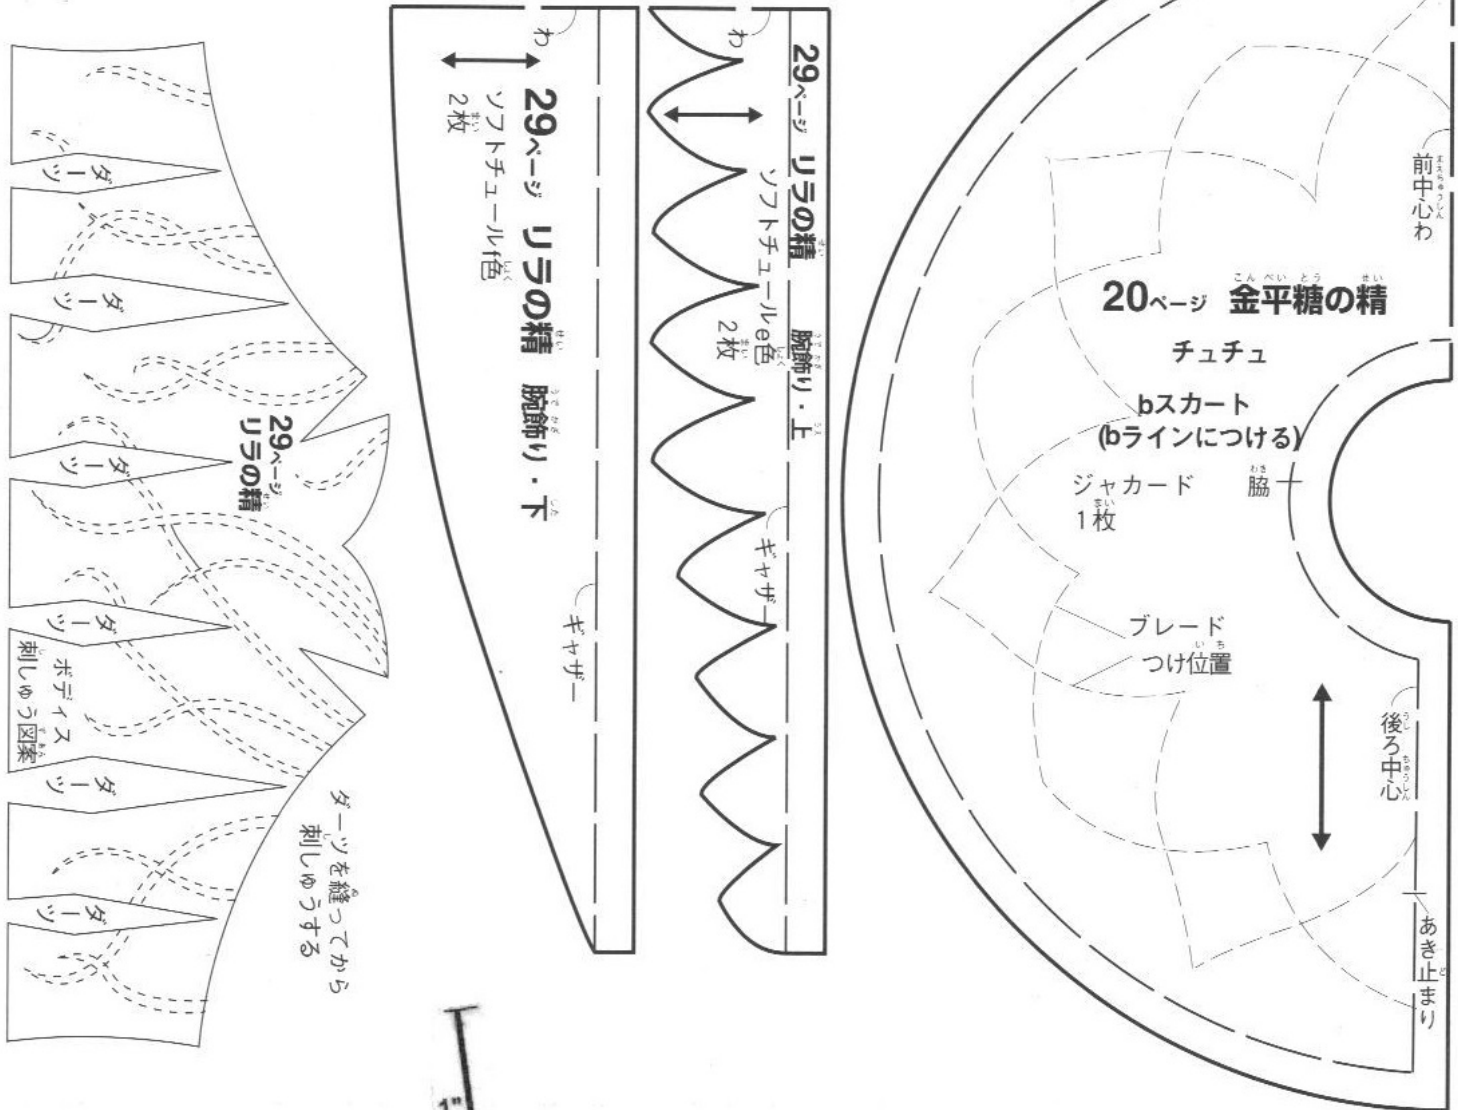 ダーツ
ダーツ
ダーツ
ダーツ
ダーツ
ダーツ
29ページ
リラの精
ボディス
刺しゅう図案
ダーツを縫ってから
刺しゅうする
わ
29ページ リラの精 腕飾り・下
ソフトチュールf色
2枚
ギャザー
わ
29ページ リラの精 腕飾り・上
ソフトチュールe色
2枚
ギャザー
前中心わ
20ページ 金平糖の精
チュチュ
bスカート
(bラインにつける)
ジャカード
1枚
脇
ブレード
つけ位置
後ろ中心
あき止まり
1"